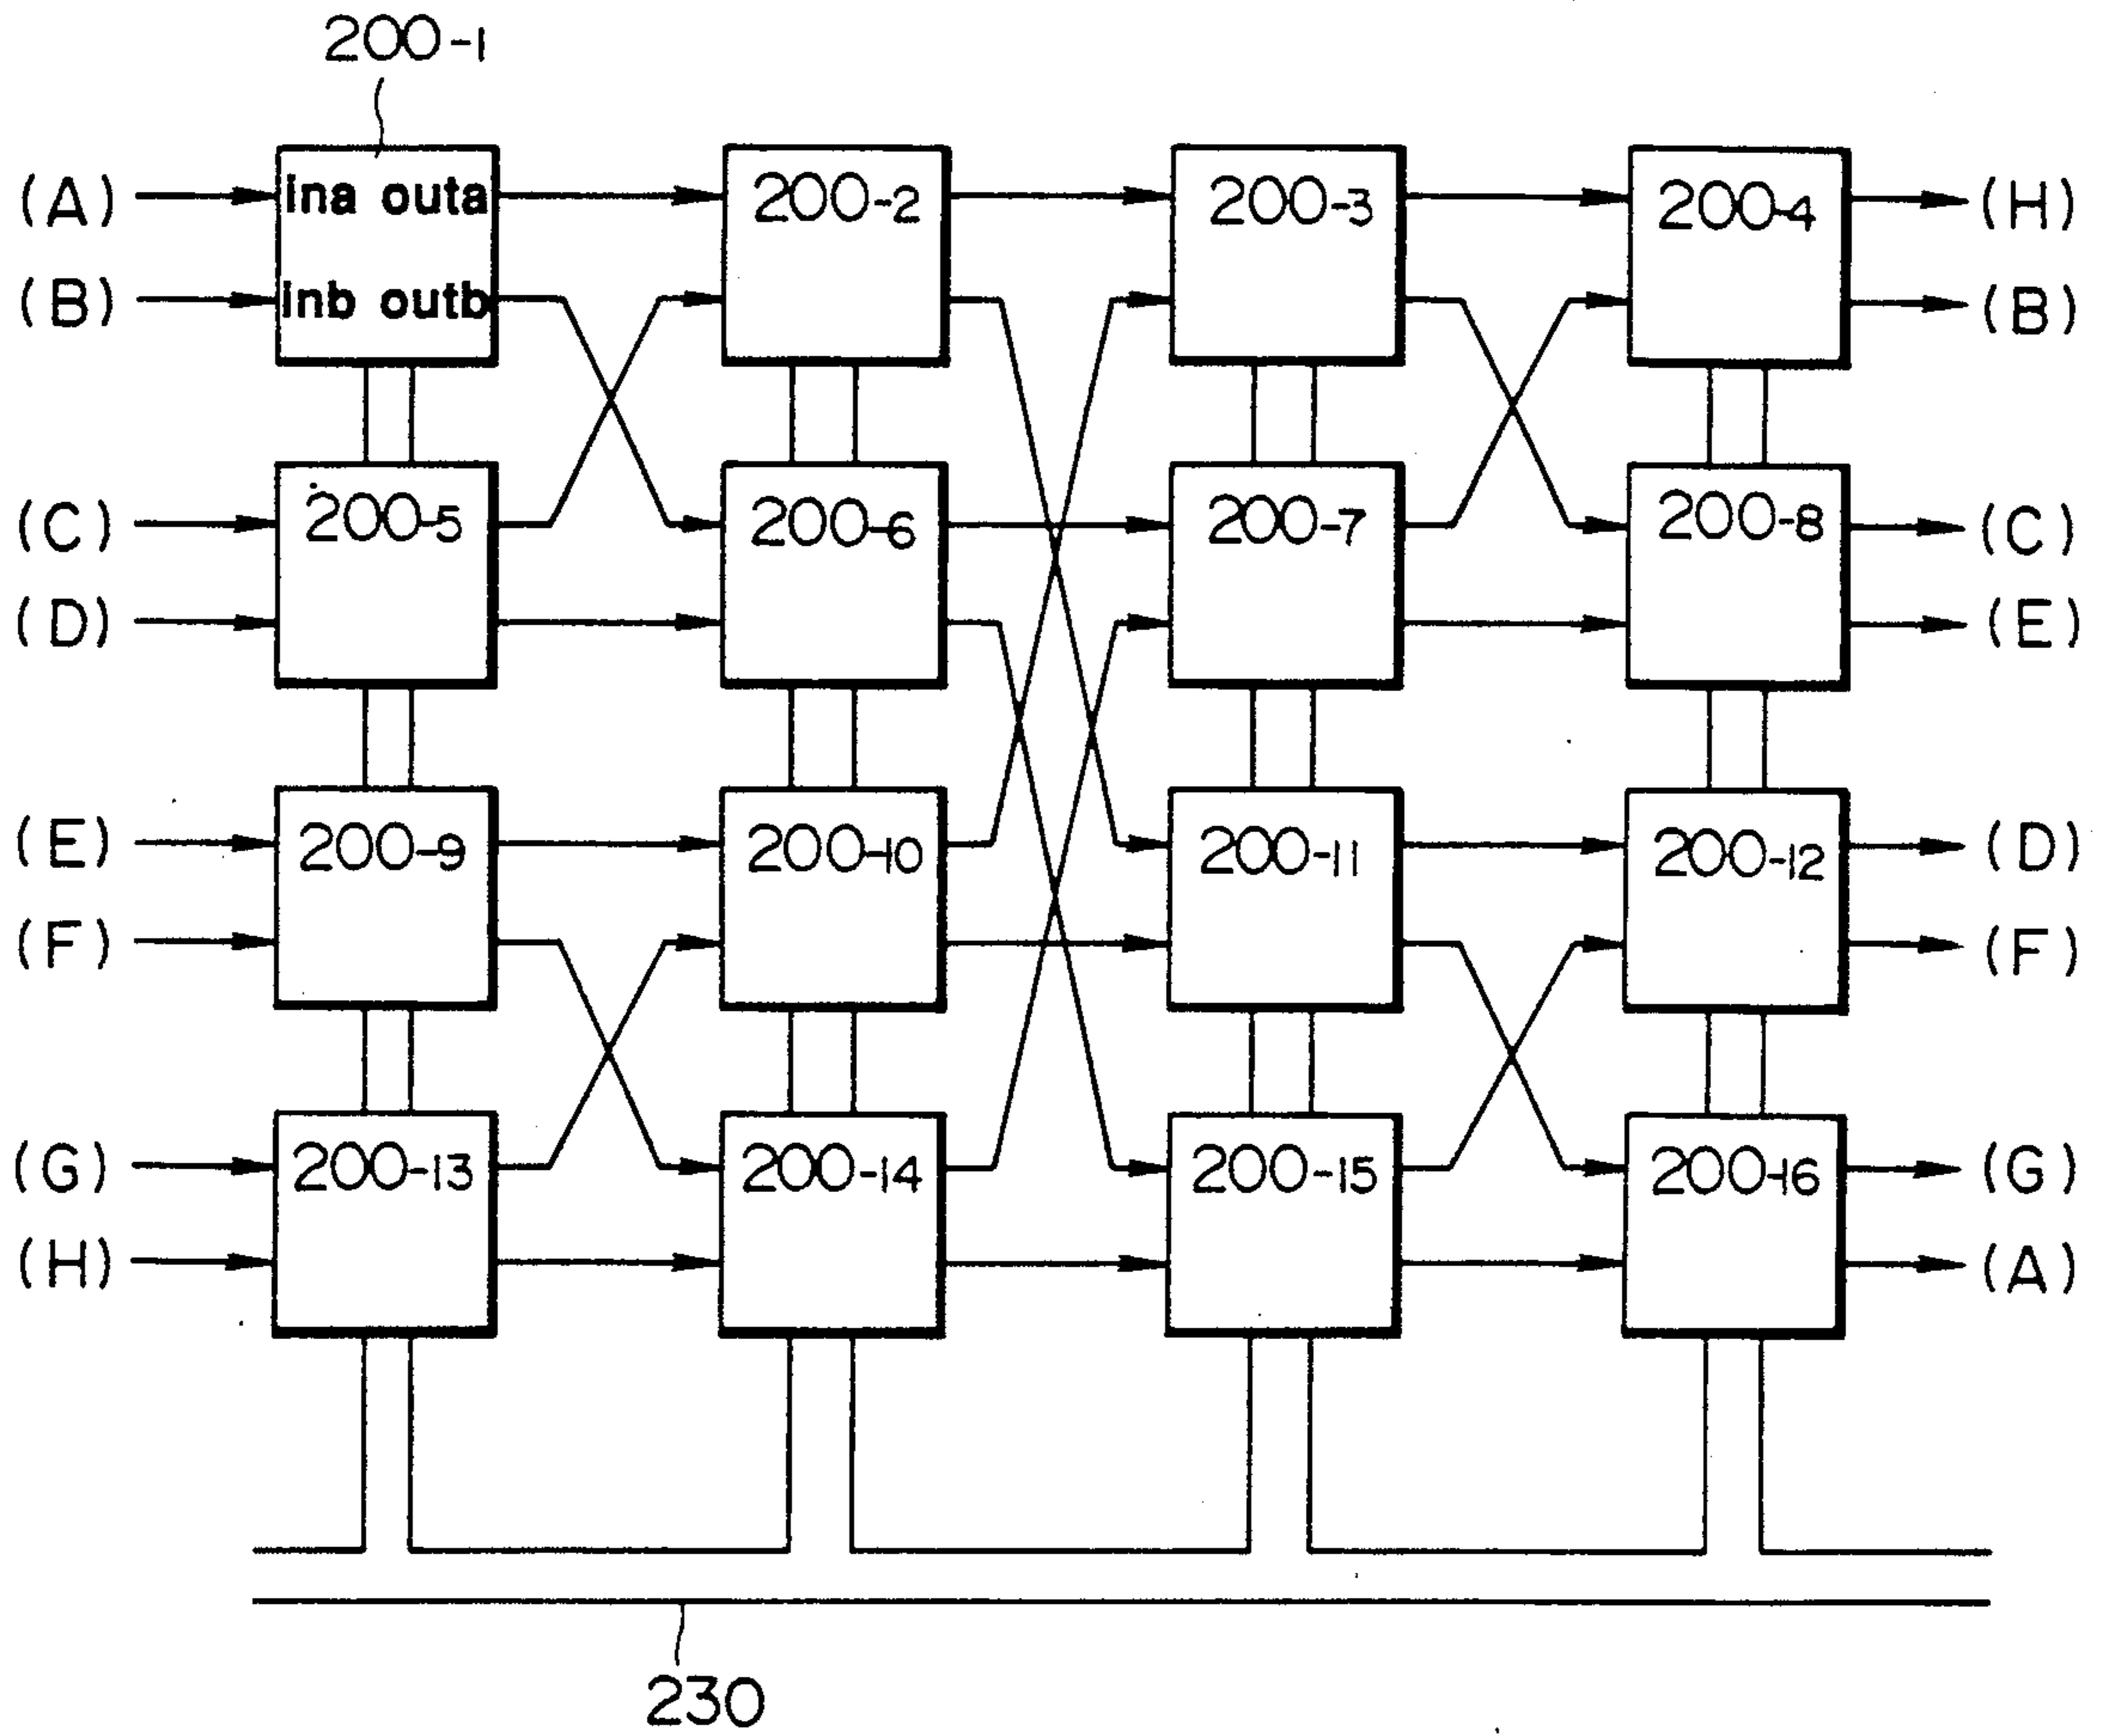 200-1
(A) ina outa 200-2 200-3 200-4 (H)
(B) inb outb (B)
(C) 200-5 200-6 200-7 200-8 (C)
(D) (E)
(E) 200-9 200-10 200-11 200-12 (D)
(F) (F)
(G) 200-13 200-14 200-15 200-16 (G)
(H) (A)
230